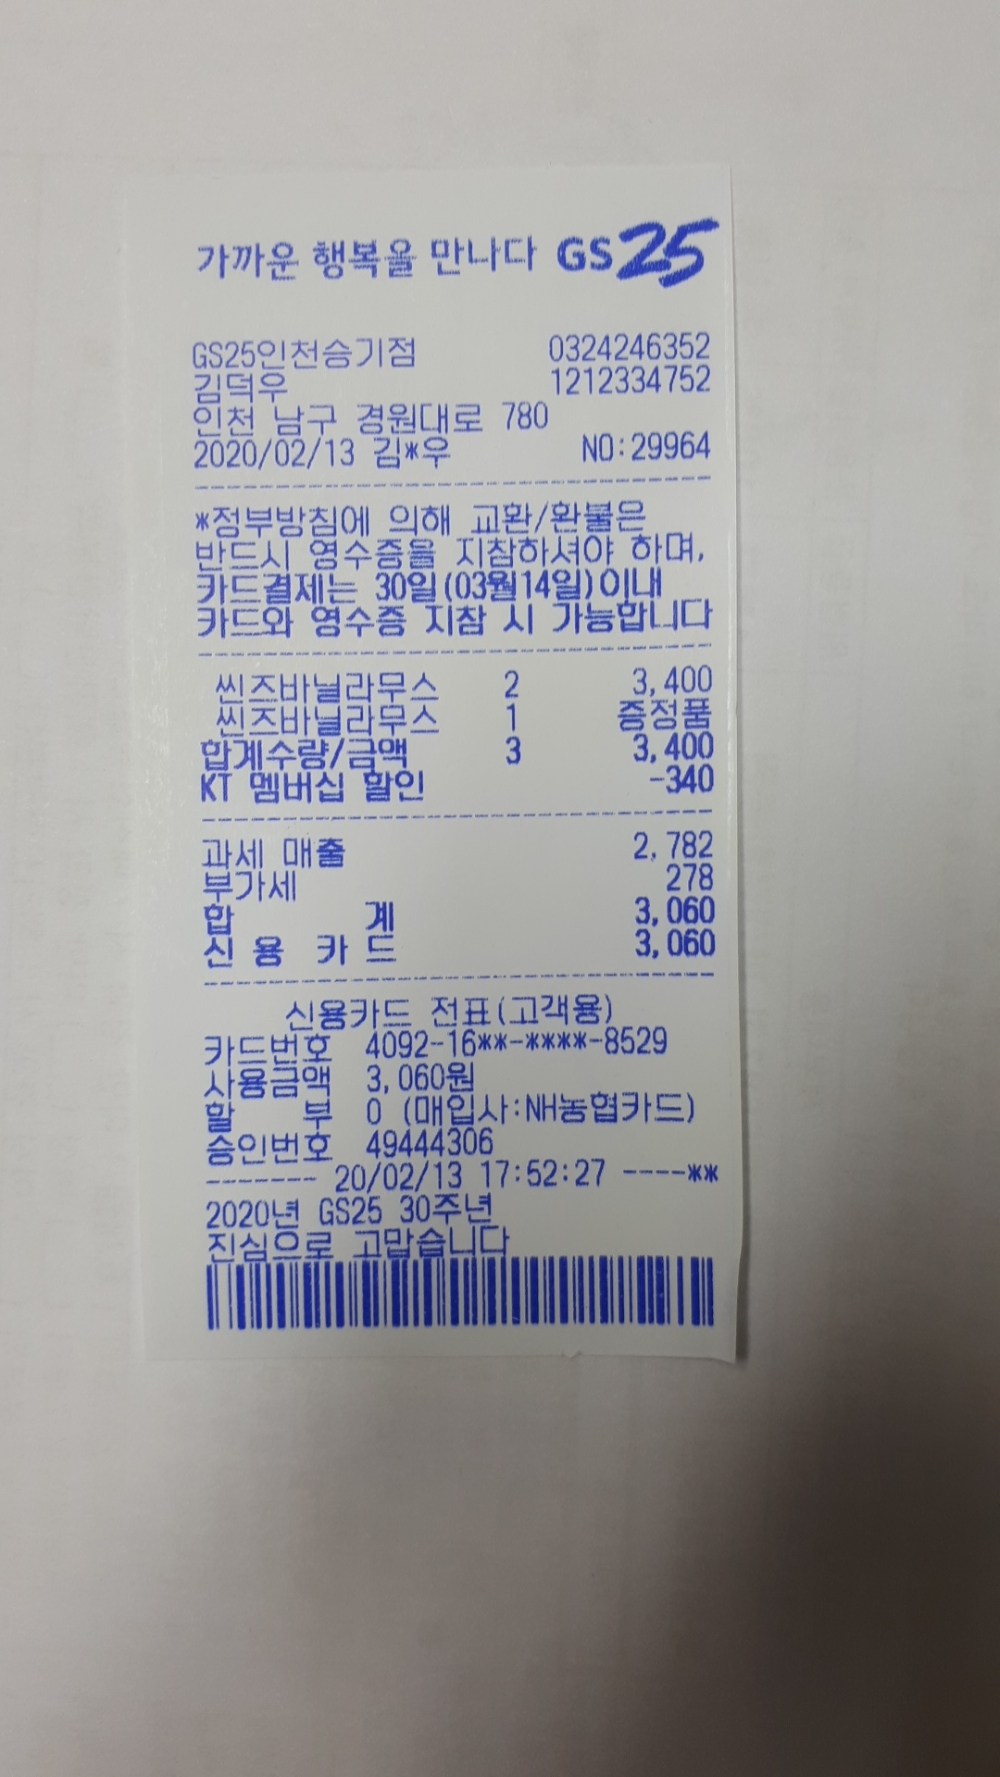 가까운 행복을 만나다 GS25
GS25인천승기점 0324246352
김덕우 1212334752
인천 남구 경원대로 780
2020/02/13 김*우 NO:29964
*정부방침에 의해 교환/환불은
반드시 영수증을 지참하셔야 하며,
카드결제는 30일(03월14일)이내
카드와 영수증 지참 시 가능합니다
씬즈바닐라무스 2 3,400
씬즈바닐라무스 1 증정품
합계수량/금액 3 3,400
KT 멤버십 할인 -340
과세 매출 2,782
부가세 278
합 계 3,060
신 용 카 드 3,060
신용카드 전표(고객용)
카드번호 4092-16**-****-8529
사용금액 3,060원
할 부 0 (매입사:NH농협카드)
승인번호 49444306
------- 20/02/13 17:52:27 ----**
2020년 GS25 30주년
진심으로 고맙습니다